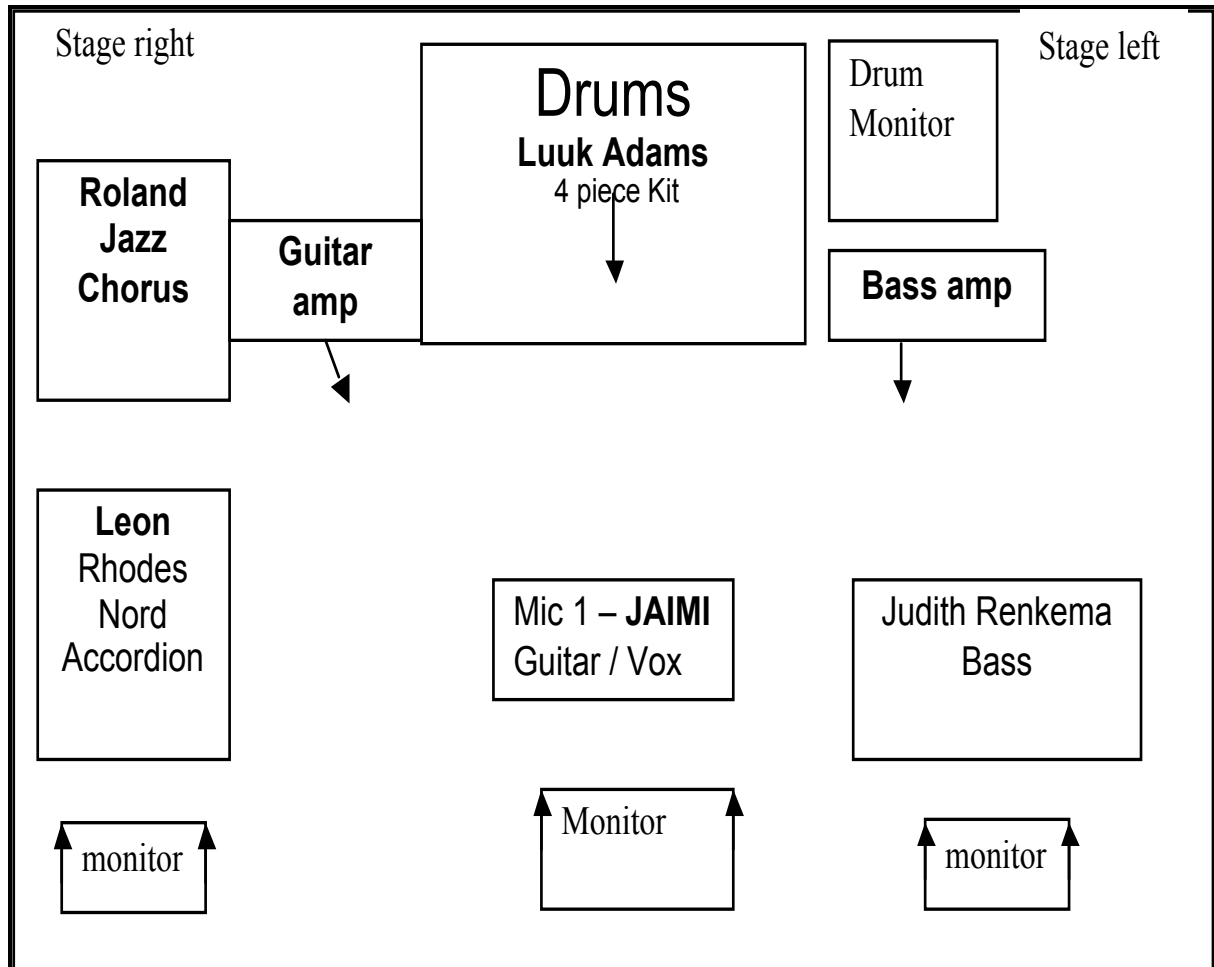 Stage right
Stage left
Drums
Luuk Adams
4 piece Kit
Drum
Monitor
Roland
Jazz
Chorus
Guitar
amp
Bass amp
Leon
Rhodes
Nord
Accordion
Mic 1 – JAIMI
Guitar / Vox
Judith Renkema
Bass
monitor
Monitor
monitor